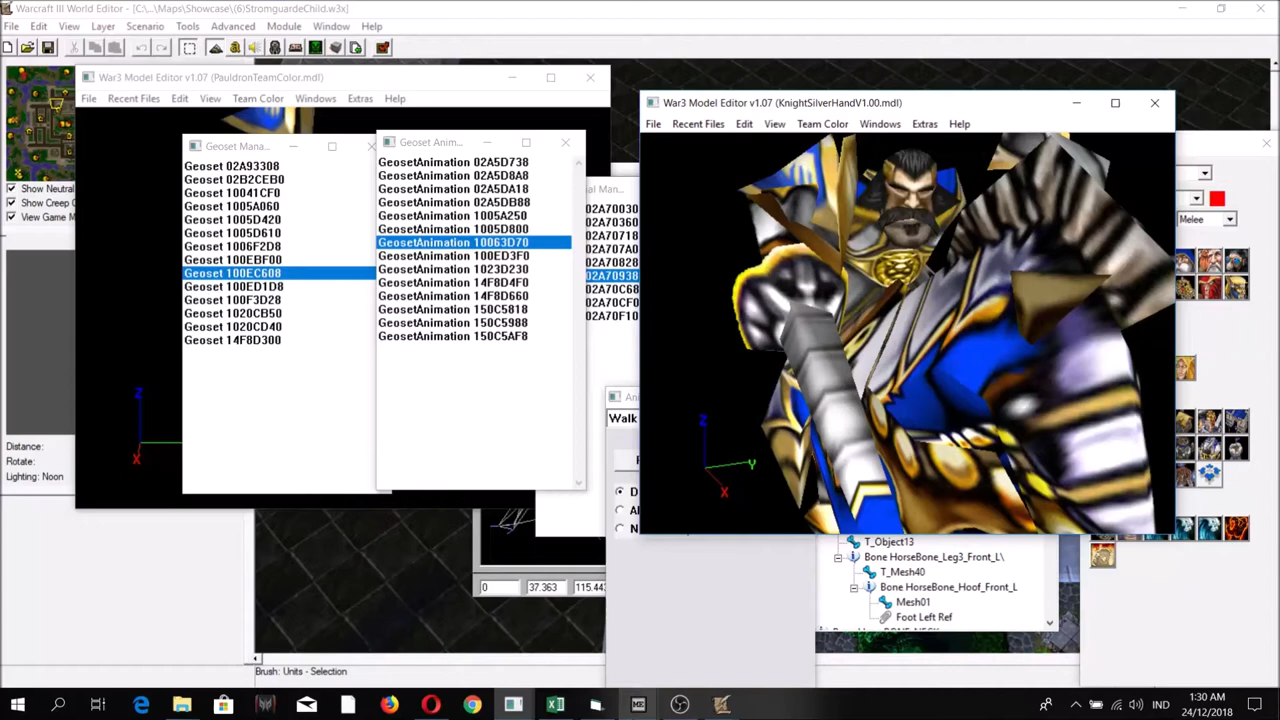 Warcraft III World Editor - [C:\...\Maps\Showcase\(6)StromguardeChild.w3x]
File Edit View Layer Scenario Tools Advanced Module Window Help
War3 Model Editor v1.07 (PauldronTeamColor.mdl)
File Recent Files Edit View Team Color Windows Extras Help
War3 Model Editor v1.07 (KnightSilverHandV1.00.mdl)
File Recent Files Edit View Team Color Windows Extras Help
Geoset Mana...
Geoset 02A93308
Geoset 02B2CEB0
Geoset 10041CF0
Geoset 1005A060
Geoset 1005D420
Geoset 1005D610
Geoset 1006F2D8
Geoset 100EBF00
Geoset 100EC608
Geoset 100ED1D8
Geoset 100F3D28
Geoset 1020CB50
Geoset 1020CD40
Geoset 14F8D300
Geoset Anim...
GeosetAnimation 02A5D738
GeosetAnimation 02A5D8A8
GeosetAnimation 02A5DA18
GeosetAnimation 02A5DB88
GeosetAnimation 1005A250
GeosetAnimation 1005D800
GeosetAnimation 10063D70
GeosetAnimation 100ED3F0
GeosetAnimation 1023D230
GeosetAnimation 14F8D4F0
GeosetAnimation 14F8D660
GeosetAnimation 150C5818
GeosetAnimation 150C5988
GeosetAnimation 150C5AF8
al Man...
02A70030
02A70360
02A70718
02A707A0
02A70828
02A70938
02A70C68
02A70CF0
02A70F10
Show Neutral
Show Creep C
View Game M
Melee
Ani
Walk
D
Al
N
Z
X
Z
Y
X
Distance:
Rotate:
Lighting: Noon
0 37.363 115.443
T_Object13
Bone HorseBone_Leg3_Front_L\
T_Mesh40
Bone HorseBone_Hoof_Front_L
Mesh01
Foot Left Ref
Brush: Units - Selection
ME
IND
1:30 AM
24/12/2018